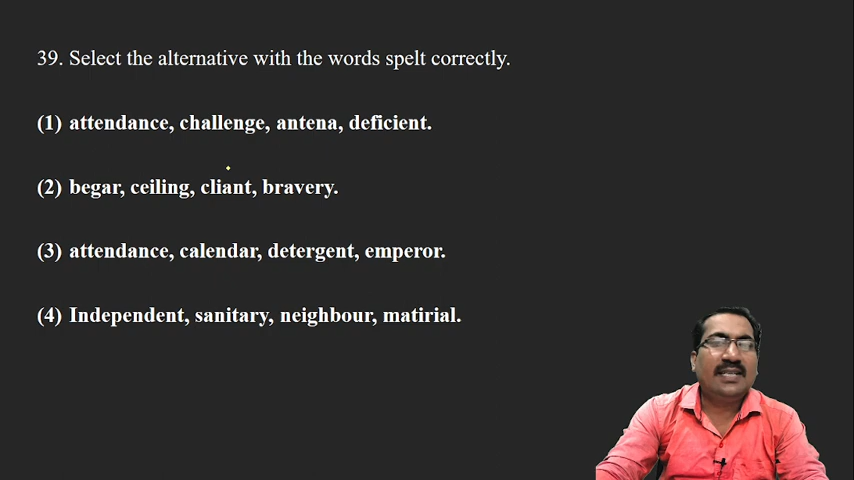 39. Select the alternative with the words spelt correctly.
(1) attendance, challenge, antena, deficient.
(2) begar, ceiling, cliant, bravery.
(3) attendance, calendar, detergent, emperor.
(4) Independent, sanitary, neighbour, matirial.